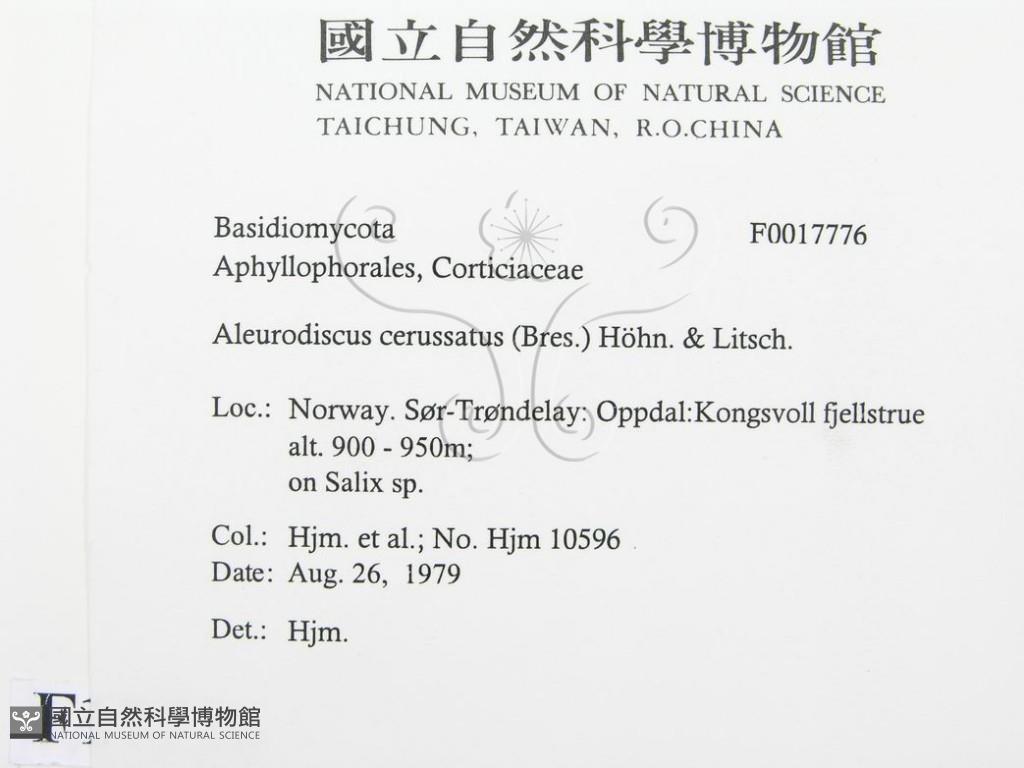 國立自然科學博物館
NATIONAL MUSEUM OF NATURAL SCIENCE
TAICHUNG, TAIWAN, R.O.CHINA
Basidiomycota F0017776
Aphyllophorales, Corticiaceae
Aleurodiscus cerussatus (Bres.) Höhn. & Litsch.
Loc.: Norway. Sør-Trøndelay: Oppdal:Kongsvoll fjellstrue
alt. 900 - 950m;
on Salix sp.
Col.: Hjm. et al.; No. Hjm 10596
Date: Aug. 26, 1979
Det.: Hjm.
F
國立自然科學博物館
NATIONAL MUSEUM OF NATURAL SCIENCE